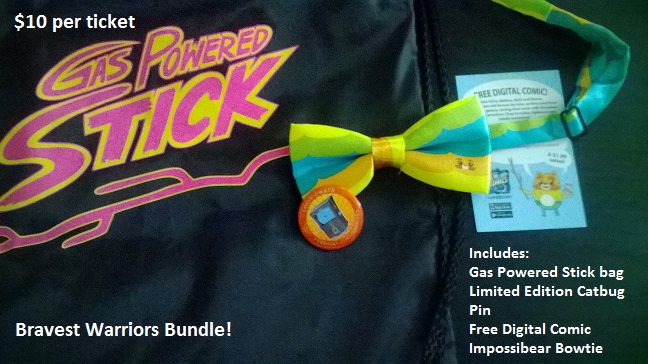 $10 per ticket
GAS POWERED
STICK
FREE DIGITAL COMIC!
Includes:
Gas Powered Stick bag
Limited Edition Catbug
Pin
Free Digital Comic
Impossibear Bowtie
Bravest Warriors Bundle!